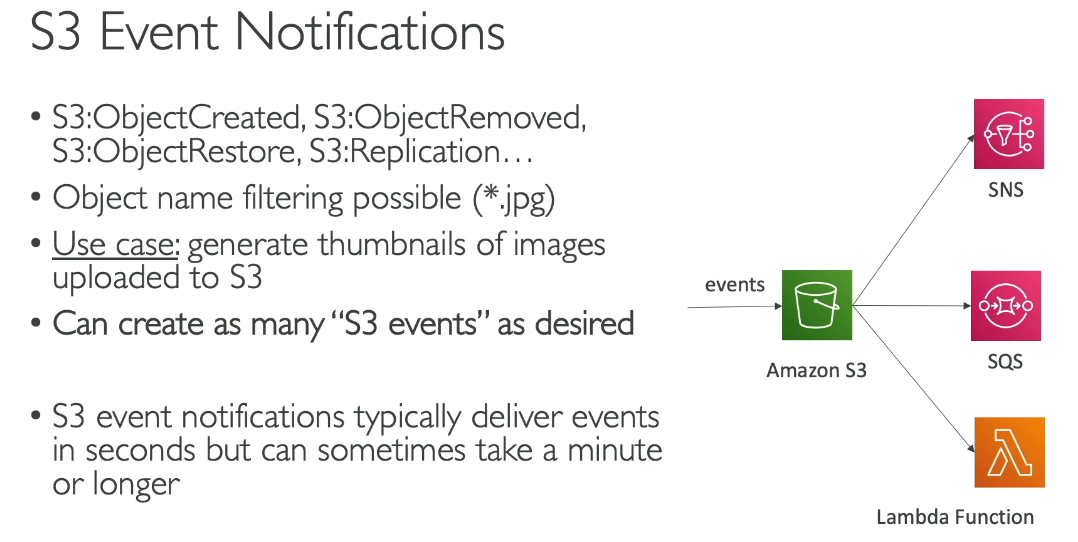 S3 Event Notifications
• S3:ObjectCreated, S3:ObjectRemoved,
S3:ObjectRestore, S3:Replication…
• Object name filtering possible (*.jpg)
• Use case: generate thumbnails of images
uploaded to S3
• Can create as many “S3 events” as desired
• S3 event notifications typically deliver events
in seconds but can sometimes take a minute
or longer
events
Amazon S3
SNS
SQS
Lambda Function